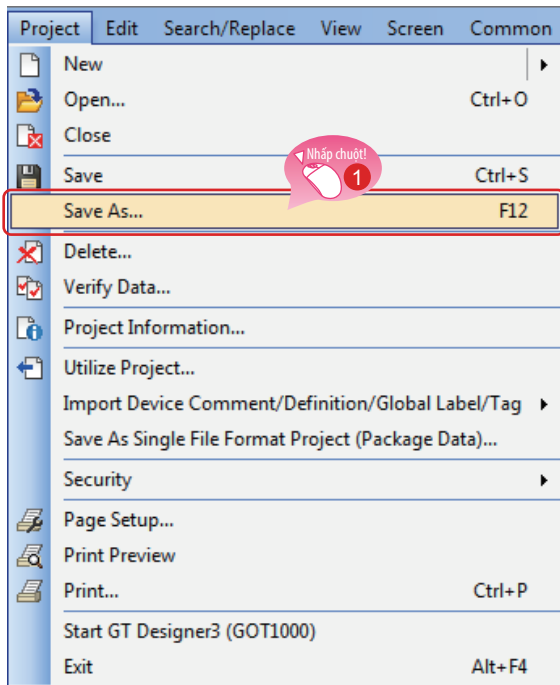 Project Edit Search/Replace View Screen Common
New
Open... Ctrl+O
Close
Nhấp chuột!
1
Save Ctrl+S
Save As... F12
Delete...
Verify Data...
Project Information...
Utilize Project...
Import Device Comment/Definition/Global Label/Tag
Save As Single File Format Project (Package Data)...
Security
Page Setup...
Print Preview
Print... Ctrl+P
Start GT Designer3 (GOT1000)
Exit Alt+F4